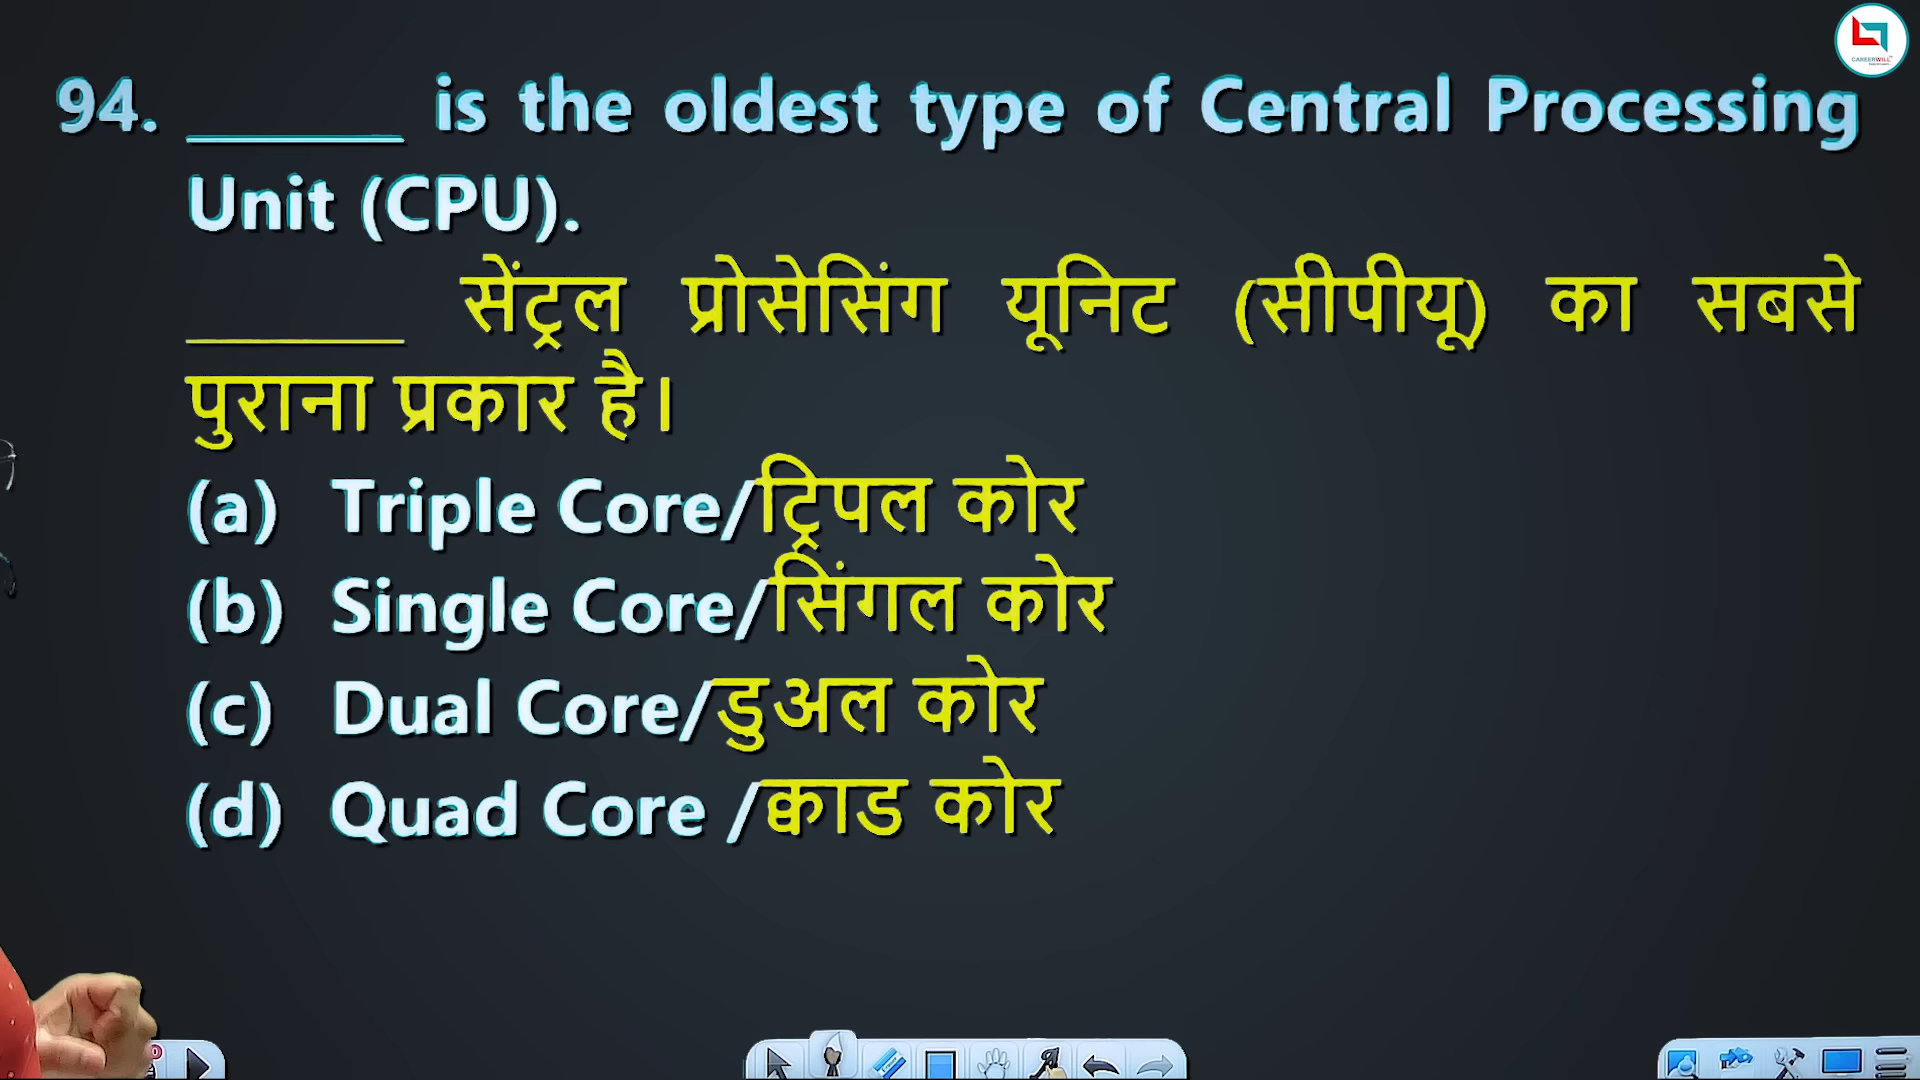 CAREERWILL
94. ______ is the oldest type of Central Processing
Unit (CPU).
______ सेंट्रल प्रोसेसिंग यूनिट (सीपीयू) का सबसे
पुराना प्रकार है।
(a) Triple Core/ट्रिपल कोर
(b) Single Core/सिंगल कोर
(c) Dual Core/डुअल कोर
(d) Quad Core /क्वाड कोर